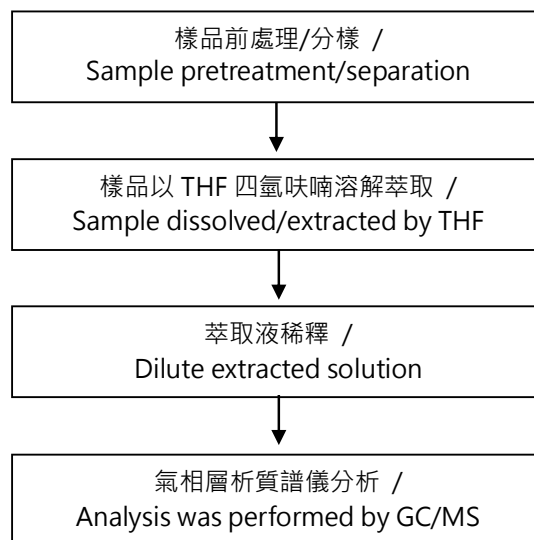 樣品前處理/分樣 /
Sample pretreatment/separation
樣品以 THF 四氫呋喃溶解萃取 /
Sample dissolved/extracted by THF
萃取液稀釋 /
Dilute extracted solution
氣相層析質譜儀分析 /
Analysis was performed by GC/MS